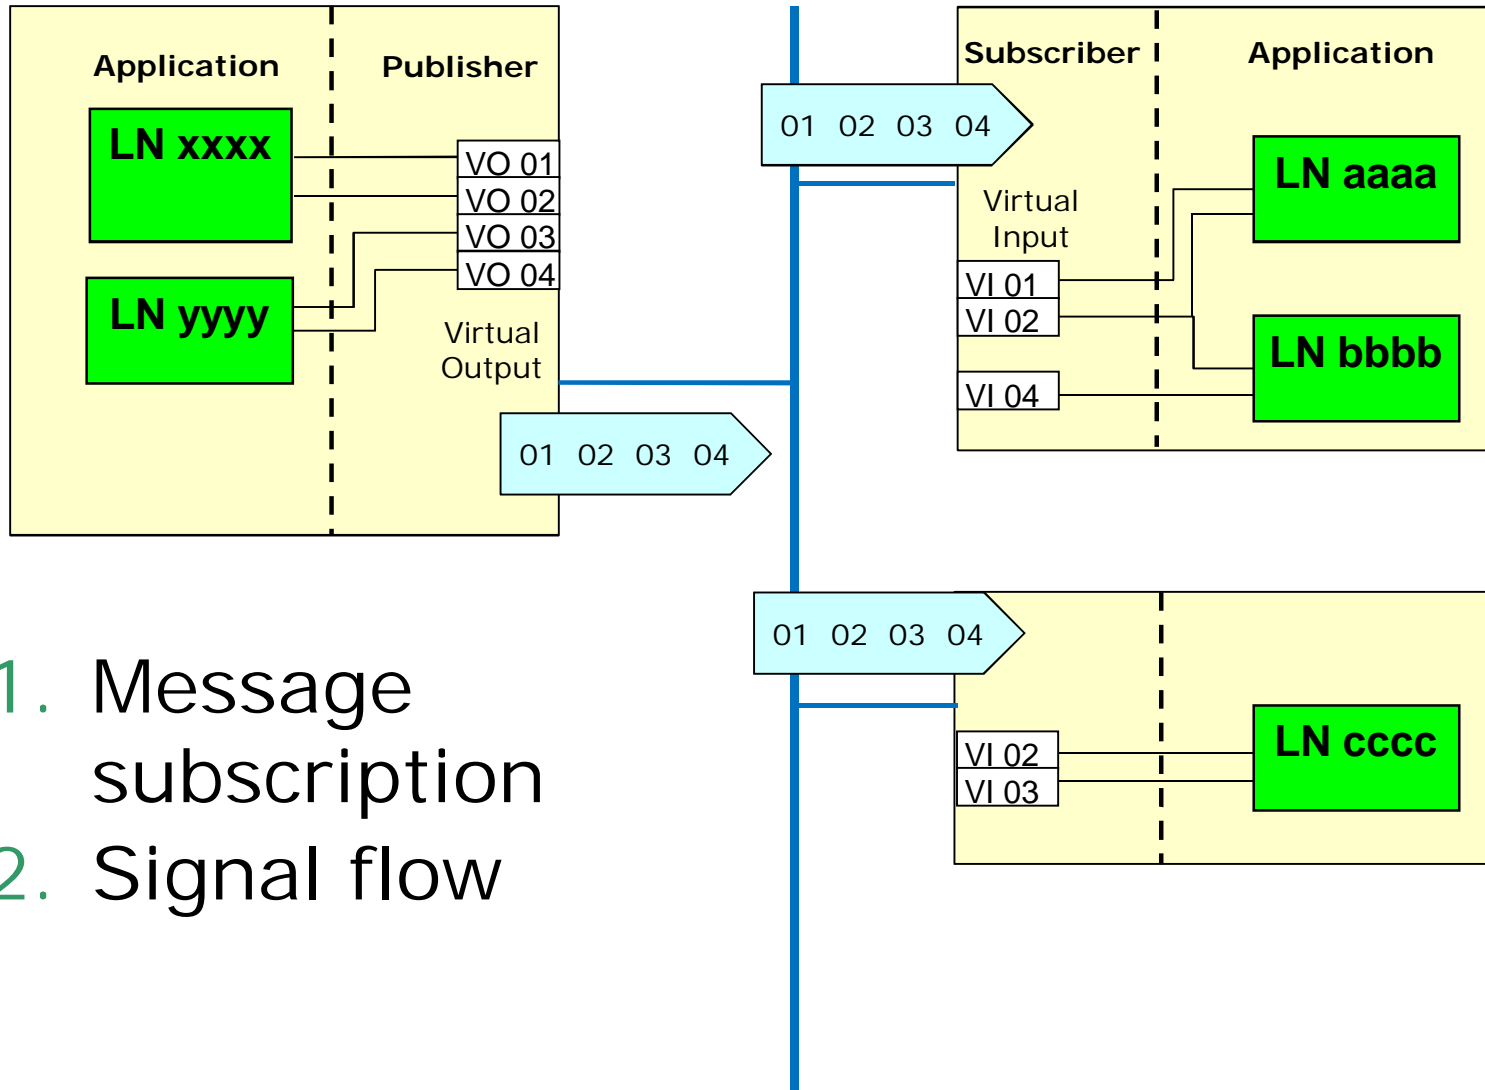 Application
Publisher
LN xxxx
VO 01
VO 02
VO 03
VO 04
LN yyyy
Virtual
Output
01 02 03 04
01 02 03 04
Subscriber
Application
Virtual
Input
VI 01
VI 02
VI 04
LN aaaa
LN bbbb
01 02 03 04
VI 02
VI 03
LN cccc
1. Message
subscription
2. Signal flow